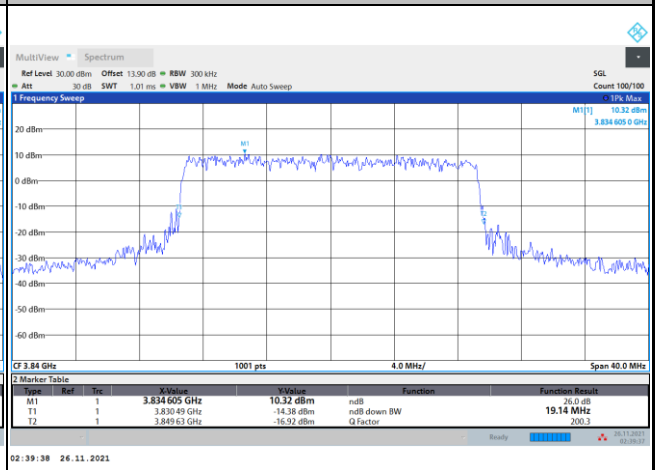 MultiView Spectrum
Ref Level 30.00 dBm Offset 13.90 dB RBW 300 kHz SGL
Att 30 dB SWT 1.01 ms VBW 1 MHz Mode Auto Sweep Count 100/100
1 Frequency Sweep 1Pk Max
M1[1] 10.32 dBm
3.834 605 0 GHz
M1
20 dBm
10 dBm
0 dBm
-10 dBm
-20 dBm
-30 dBm
-40 dBm
-50 dBm
-60 dBm
CF 3.84 GHz 1001 pts 4.0 MHz/ Span 40.0 MHz
2 Marker Table
Type Ref Trc X-Value Y-Value Function Function Result
M1 1 3.834 605 GHz 10.32 dBm ndB 26.0 dB
T1 1 3.830 49 GHz -14.38 dBm ndB down BW 19.14 MHz
T2 1 3.849 63 GHz -16.92 dBm Q Factor 200.3
Ready 26.11.2021
02:39:37
02:39:38 26.11.2021